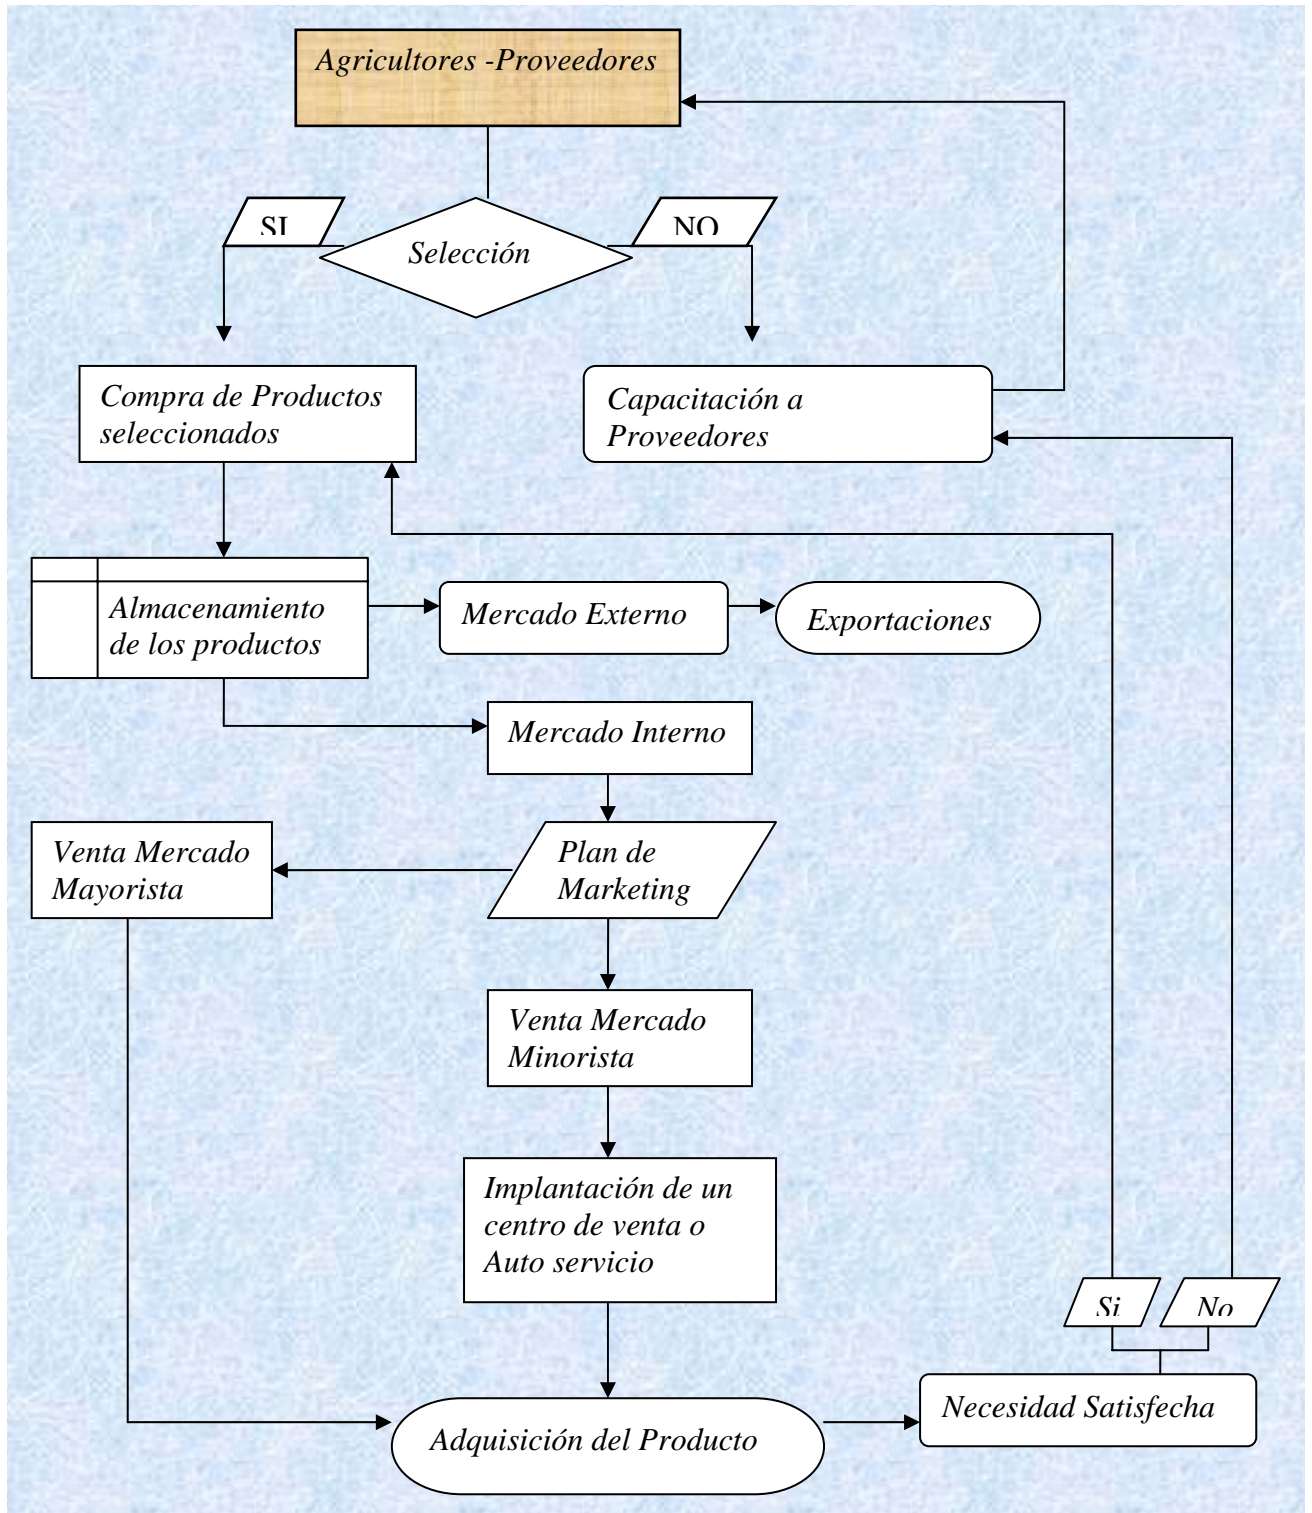 Agricultores -Proveedores
SI
NO
Selección
Compra de Productos
seleccionados
Capacitación a
Proveedores
Almacenamiento
de los productos
Mercado Externo
Exportaciones
Mercado Interno
Venta Mercado
Mayorista
Plan de
Marketing
Venta Mercado
Minorista
Implantación de un
centro de venta o
Auto servicio
Si
No
Necesidad Satisfecha
Adquisición del Producto